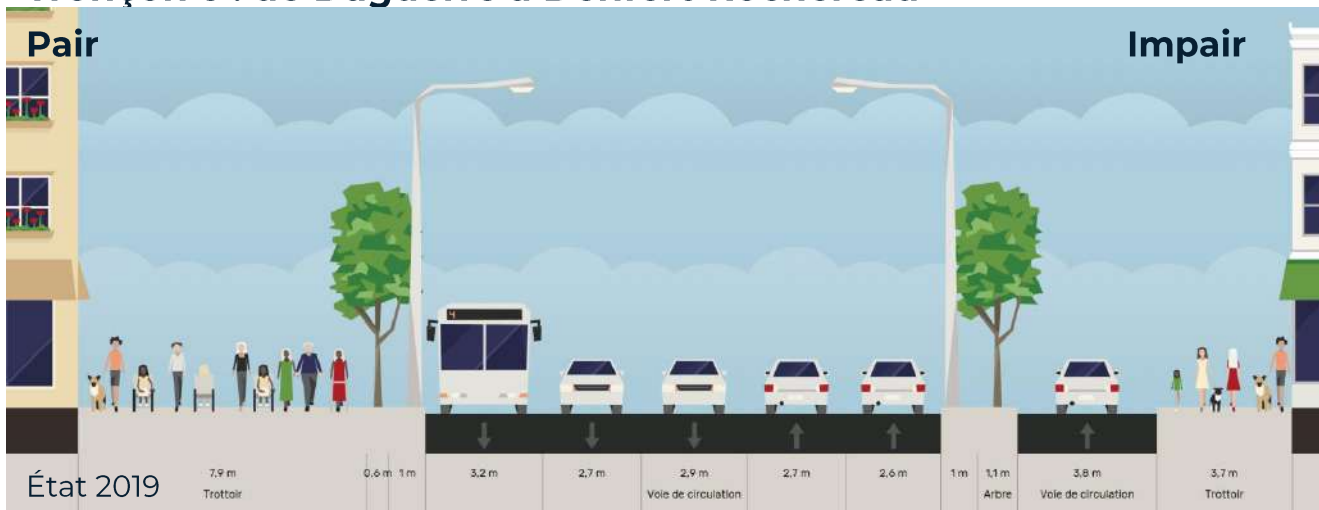 Pair
Impair
4
7,9 m
0,6 m
1 m
3,2 m
2,7 m
2,9 m
2,7 m
2,6 m
1 m
1,1 m
3,8 m
3,7 m
Trottoir
Voie de circulation
Arbre
Voie de circulation
Trottoir
État 2019